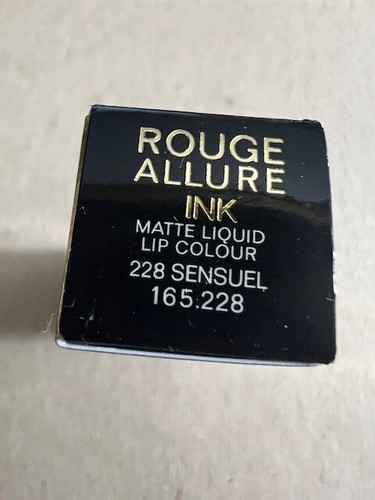 ROUGE
ALLURE
INK
MATTE LIQUID
LIP COLOUR
228 SENSUEL
165.228